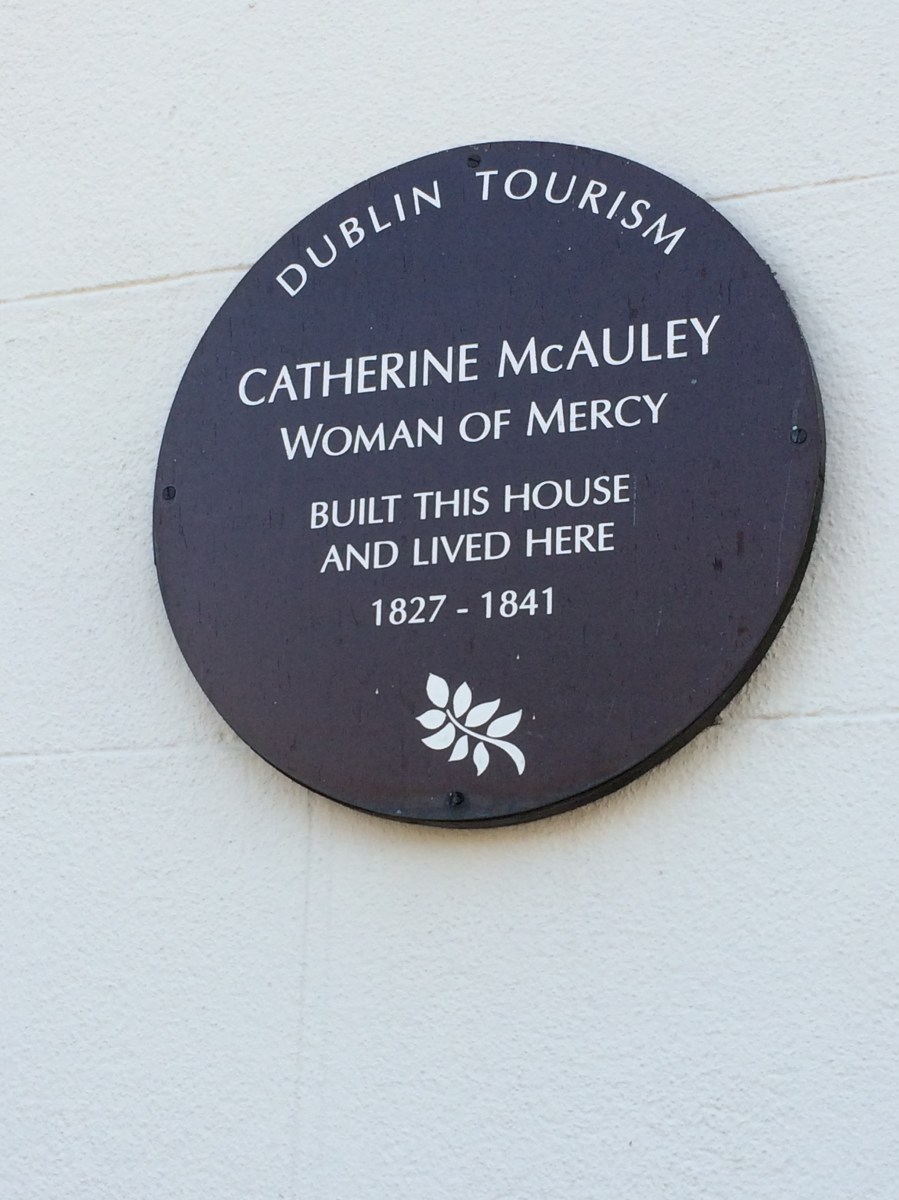 DUBLIN TOURISM
CATHERINE McAULEY
WOMAN OF MERCY
BUILT THIS HOUSE
AND LIVED HERE
1827 - 1841